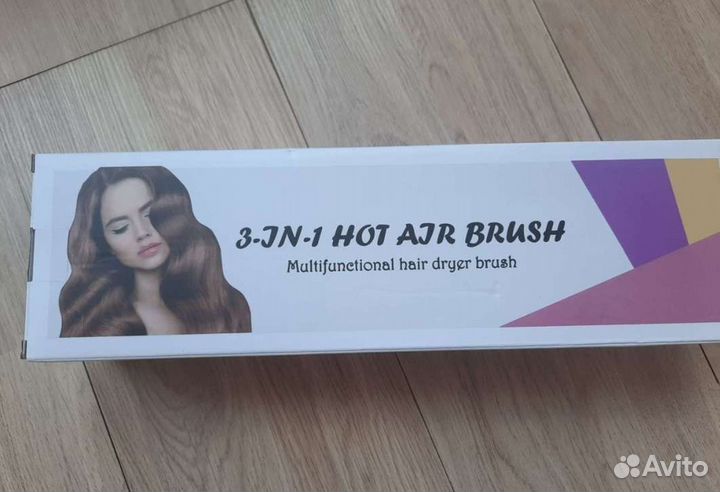 3-IN-1 HOT AIR BRUSH
Multifunctional hair dryer brush
Avito